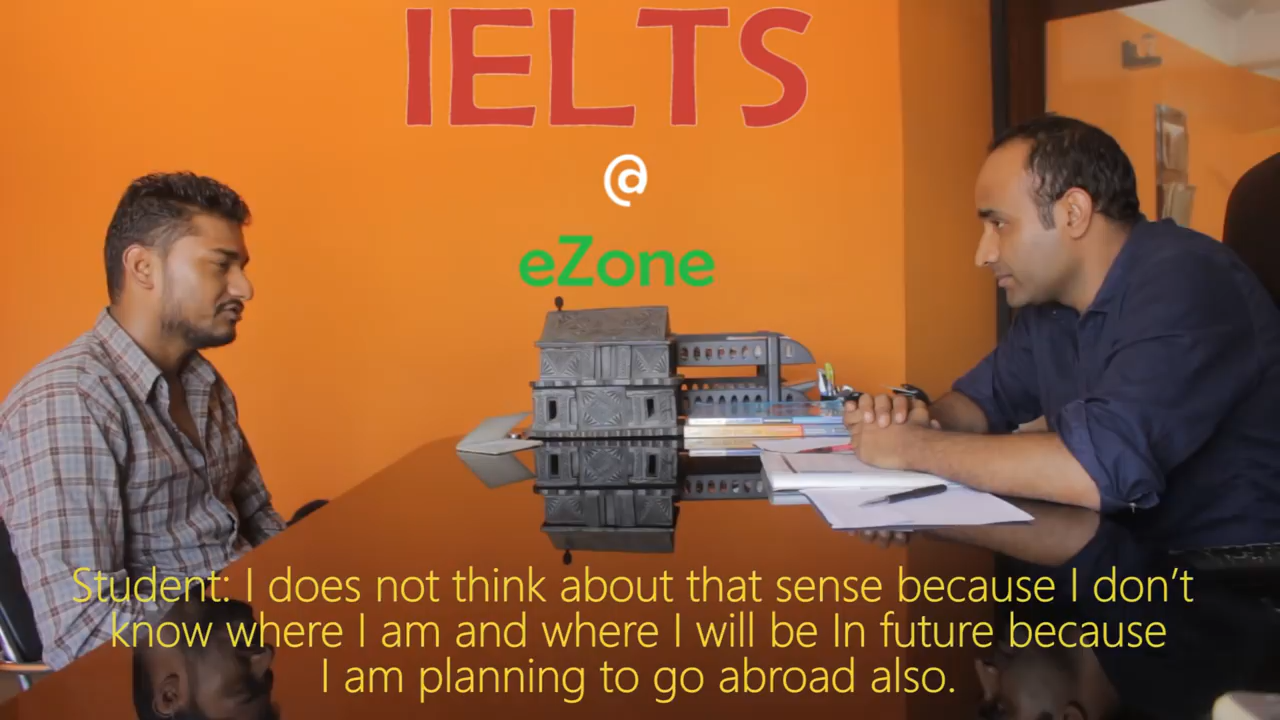 IELTS
@
eZone
Student: I does not think about that sense because I don't
know where I am and where I will be In future because
I am planning to go abroad also.